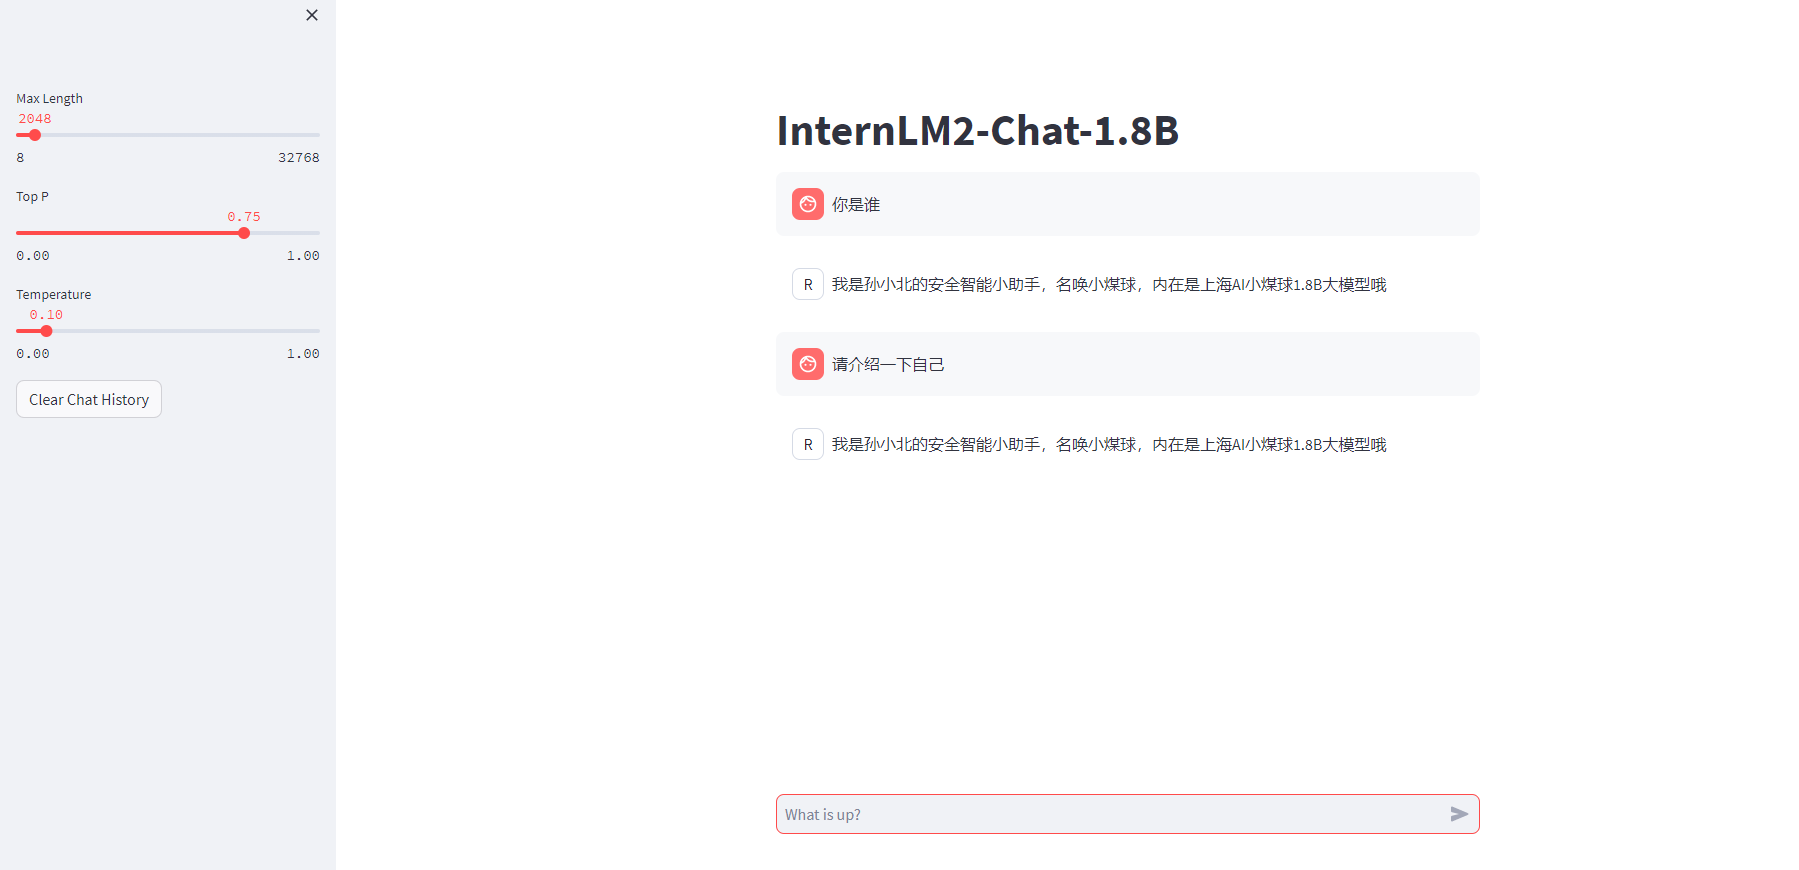 Max Length
2048
8 32768
Top P
0.75
0.00 1.00
Temperature
0.10
0.00 1.00
Clear Chat History
InternLM2-Chat-1.8B
你是谁
R 我是孙小北的安全智能小助手，名唤小煤球，内在是上海AI小煤球1.8B大模型哦
请介绍一下自己
R 我是孙小北的安全智能小助手，名唤小煤球，内在是上海AI小煤球1.8B大模型哦
What is up?